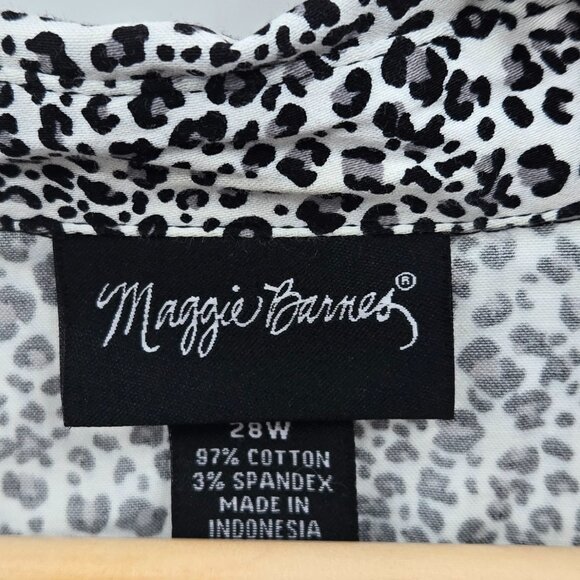 Maggie Barnes®
28W
97% COTTON
3% SPANDEX
MADE IN
INDONESIA